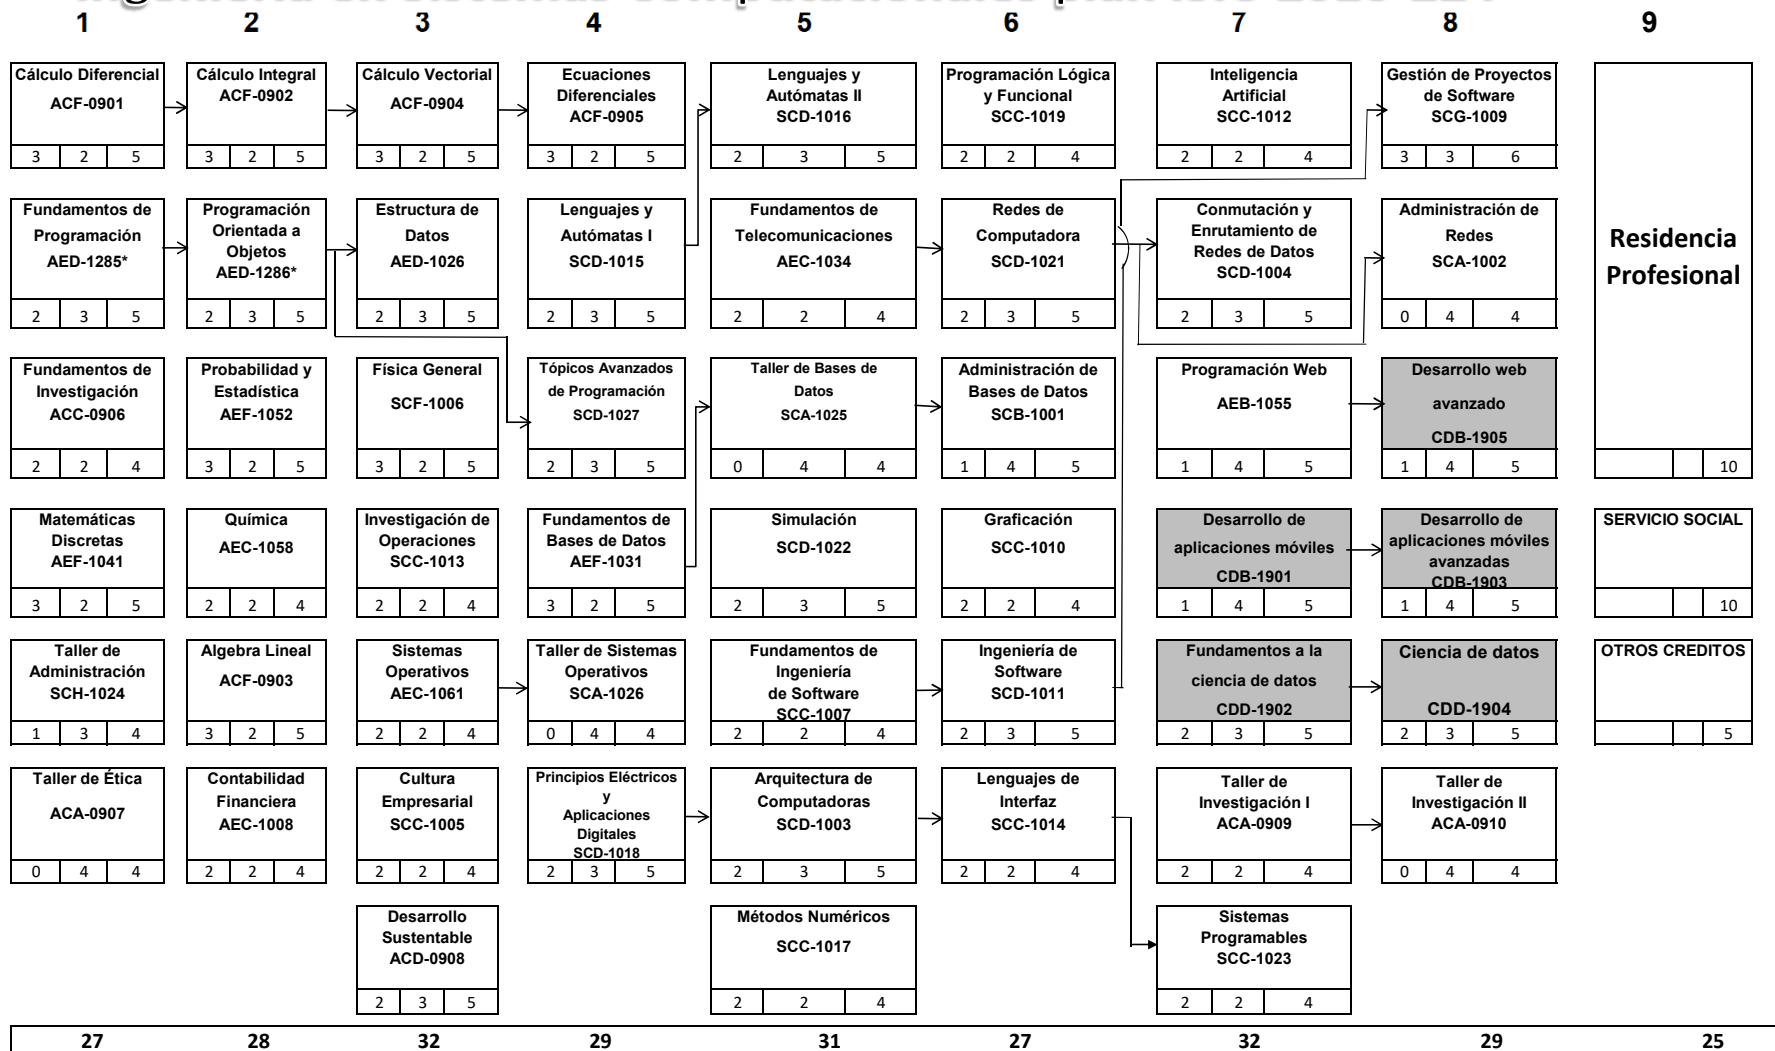 1 2 3 4 5 6 7 8 9
Cálculo Diferencial
ACF-0901
3 2 5
Cálculo Integral
ACF-0902
3 2 5
Cálculo Vectorial
ACF-0904
3 2 5
Ecuaciones
Diferenciales
ACF-0905
3 2 5
Lenguajes y
Autómatas II
SCD-1016
2 3 5
Programación Lógica
y Funcional
SCC-1019
2 2 4
Inteligencia
Artificial
SCC-1012
2 2 4
Gestión de Proyectos
de Software
SCG-1009
3 3 6
Residencia
Profesional
10
Fundamentos de
Programación
AED-1285*
2 3 5
Programación
Orientada a
Objetos
AED-1286*
2 3 5
Estructura de
Datos
AED-1026
2 3 5
Lenguajes y
Autómatas I
SCD-1015
2 3 5
Fundamentos de
Telecomunicaciones
AEC-1034
2 2 4
Redes de
Computadora
SCD-1021
2 3 5
Conmutación y
Enrutamiento de
Redes de Datos
SCD-1004
2 3 5
Administración de
Redes
SCA-1002
0 4 4
Fundamentos de
Investigación
ACC-0906
2 2 4
Probabilidad y
Estadística
AEF-1052
3 2 5
Física General
SCF-1006
3 2 5
Tópicos Avanzados
de Programación
SCD-1027
2 3 5
Taller de Bases de
Datos
SCA-1025
0 4 4
Administración de
Bases de Datos
SCB-1001
1 4 5
Programación Web
AEB-1055
1 4 5
Desarrollo web
avanzado
CDB-1905
1 4 5
Matemáticas
Discretas
AEF-1041
3 2 5
Química
AEC-1058
2 2 4
Investigación de
Operaciones
SCC-1013
2 2 4
Fundamentos de
Bases de Datos
AEF-1031
3 2 5
Simulación
SCD-1022
2 3 5
Graficación
SCC-1010
2 2 4
Desarrollo de
aplicaciones móviles
CDB-1901
1 4 5
Desarrollo de
aplicaciones móviles
avanzadas
CDB-1903
1 4 5
SERVICIO SOCIAL
10
Taller de
Administración
SCH-1024
1 3 4
Algebra Lineal
ACF-0903
3 2 5
Sistemas
Operativos
AEC-1061
2 2 4
Taller de Sistemas
Operativos
SCA-1026
0 4 4
Fundamentos de
Ingeniería
de Software
SCC-1007
2 2 4
Ingeniería de
Software
SCD-1011
2 3 5
Fundamentos a la
ciencia de datos
CDD-1902
2 3 5
Ciencia de datos
CDD-1904
2 3 5
OTROS CREDITOS
5
Taller de Ética
ACA-0907
0 4 4
Contabilidad
Financiera
AEC-1008
2 2 4
Cultura
Empresarial
SCC-1005
2 2 4
Principios Eléctricos
y
Aplicaciones
Digitales
SCD-1018
2 3 5
Arquitectura de
Computadoras
SCD-1003
2 3 5
Lenguajes de
Interfaz
SCC-1014
2 2 4
Taller de
Investigación I
ACA-0909
2 2 4
Taller de
Investigación II
ACA-0910
0 4 4
Desarrollo
Sustentable
ACD-0908
2 3 5
Métodos Numéricos
SCC-1017
2 2 4
Sistemas
Programables
SCC-1023
2 2 4
27 28 32 29 31 27 32 29 25